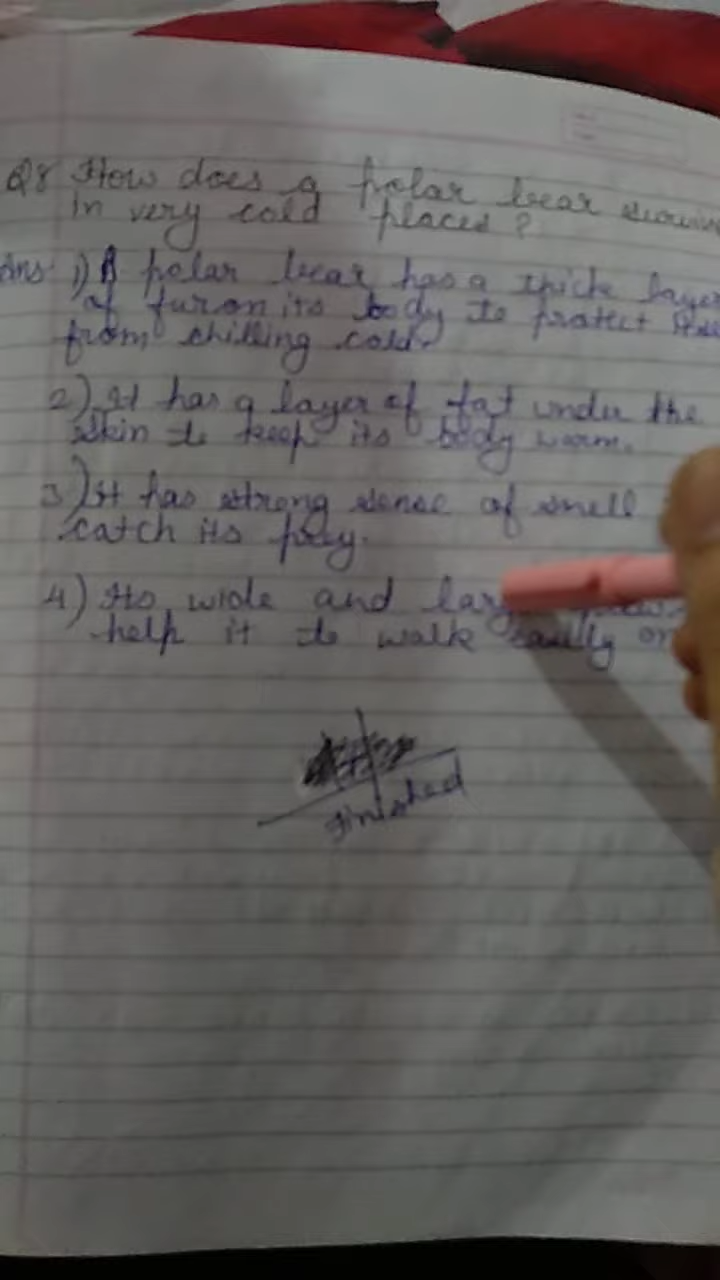 Q8 How does a polar bear
in very cold places ?
Ans 1) A polar bear has a thick layer
of fur on its body to protect
from chilling cold.
2) It has a layer of fat under the
skin to keep its body warm.
3) It has strong sense of smell
catch its prey.
4) Its wide and
help it to walk easily on
Finished